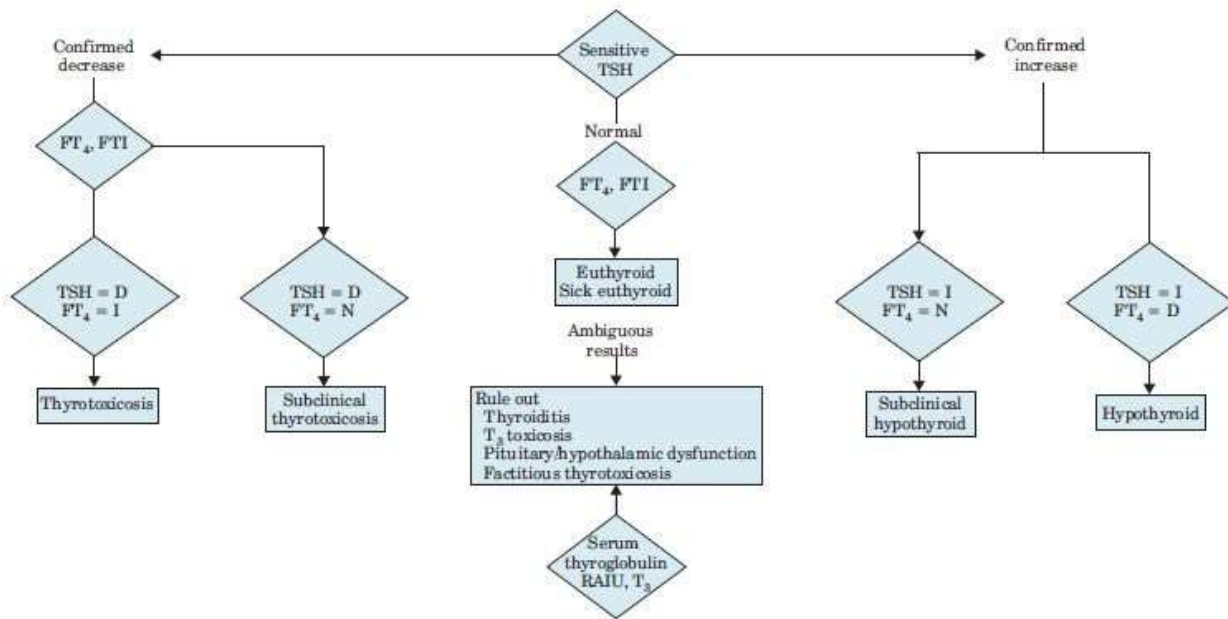 Confirmed
decrease
Sensitive
TSH
Confirmed
increase
FT₄, FTI
Normal
FT₄, FTI
TSH = D
FT₄ = I
TSH = D
FT₄ = N
Euthyroid
Sick euthyroid
TSH = I
FT₄ = N
TSH = I
FT₄ = D
Ambiguous
results
Thyrotoxicosis
Subclinical
thyrotoxicosis
Rule out
Thyroiditis
T₃ toxicosis
Pituitary/hypothalamic dysfunction
Factitious thyrotoxicosis
Subclinical
hypothyroid
Hypothyroid
Serum
thyroglobulin
RAIU, T₃